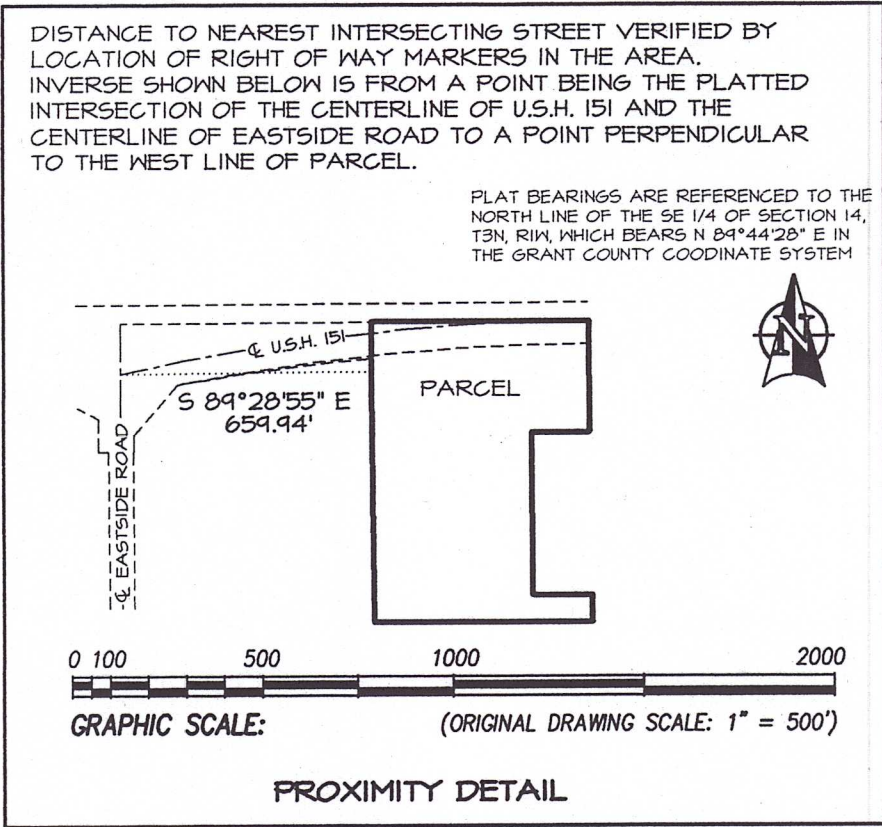 DISTANCE TO NEAREST INTERSECTING STREET VERIFIED BY
LOCATION OF RIGHT OF WAY MARKERS IN THE AREA.
INVERSE SHOWN BELOW IS FROM A POINT BEING THE PLATTED
INTERSECTION OF THE CENTERLINE OF U.S.H. 151 AND THE
CENTERLINE OF EASTSIDE ROAD TO A POINT PERPENDICULAR
TO THE WEST LINE OF PARCEL.
PLAT BEARINGS ARE REFERENCED TO THE
NORTH LINE OF THE SE 1/4 OF SECTION 14,
T3N, R1W, WHICH BEARS N 89°44'28" E IN
THE GRANT COUNTY COODINATE SYSTEM
N
℄ U.S.H. 151
PARCEL
S 89°28'55" E
659.94'
℄ EASTSIDE ROAD
0 100 500 1000 2000
GRAPHIC SCALE: (ORIGINAL DRAWING SCALE: 1" = 500')
PROXIMITY DETAIL